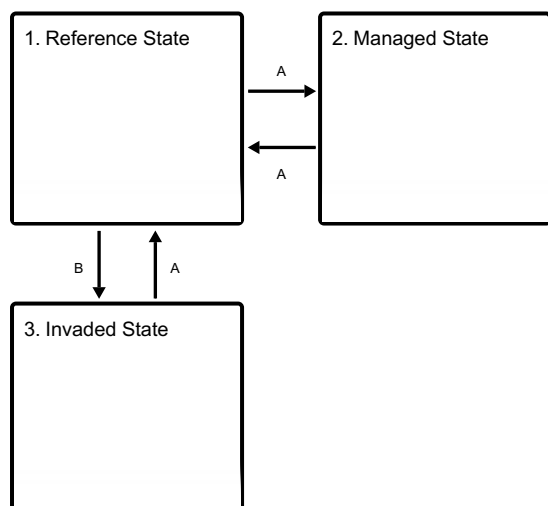 1. Reference State
2. Managed State
A
A
B
A
3. Invaded State